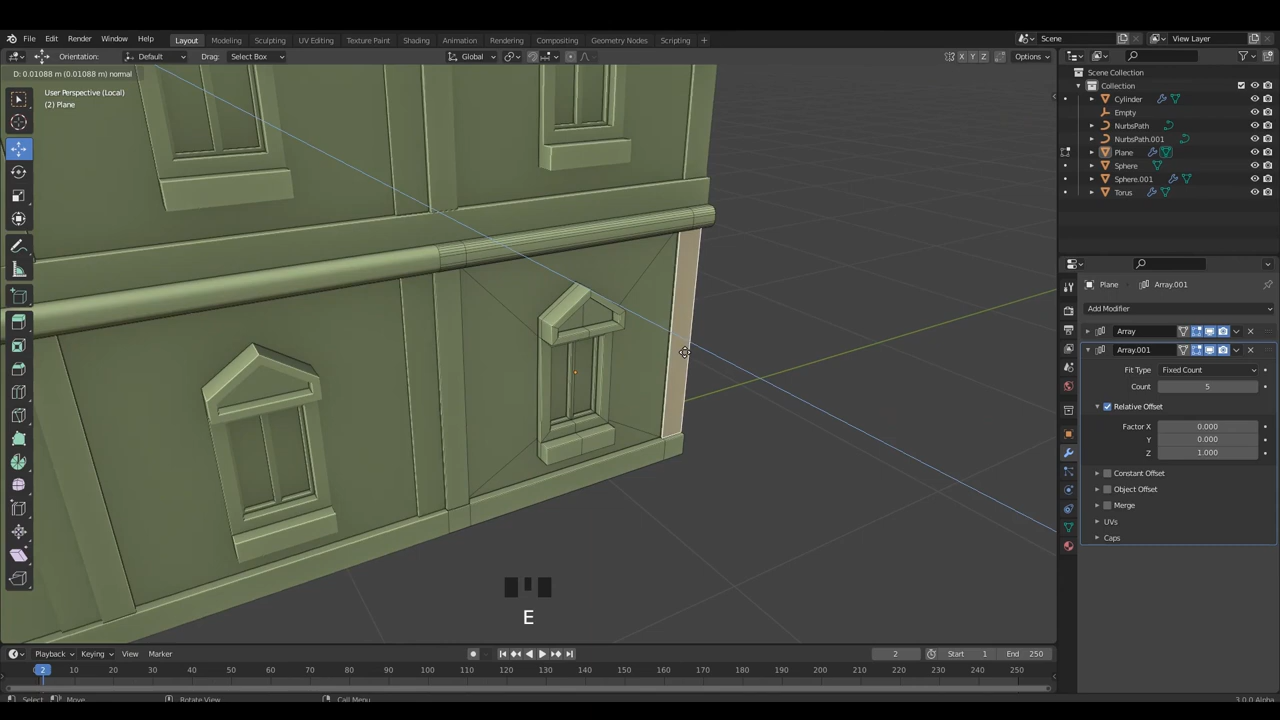 File Edit Render Window Help Layout Modeling Sculpting UV Editing Texture Paint Shading Animation Rendering Compositing Geometry Nodes Scripting + Scene View Layer
Orientation: Default Drag: Select Box Global X Y Z Options
D: 0.01088 m (0.01088 m) normal
User Perspective (Local)
(2) Plane
Scene Collection
Collection
Cylinder
Empty
NurbsPath
NurbsPath.001
Plane
Sphere
Sphere.001
Torus
Plane Array.001
Add Modifier
Array
Array.001
Fit Type Fixed Count
Count 5
Relative Offset
Factor X 0.000
Y 0.000
Z 1.000
Constant Offset
Object Offset
Merge
UVs
Caps
E
Playback Keying View Marker 2 Start 1 End 250
2 10 20 30 40 50 60 70 80 90 100 110 120 130 140 150 160 170 180 190 200 210 220 230 240 250
Select Move Rotate View Call Menu 3.0.0 Alpha